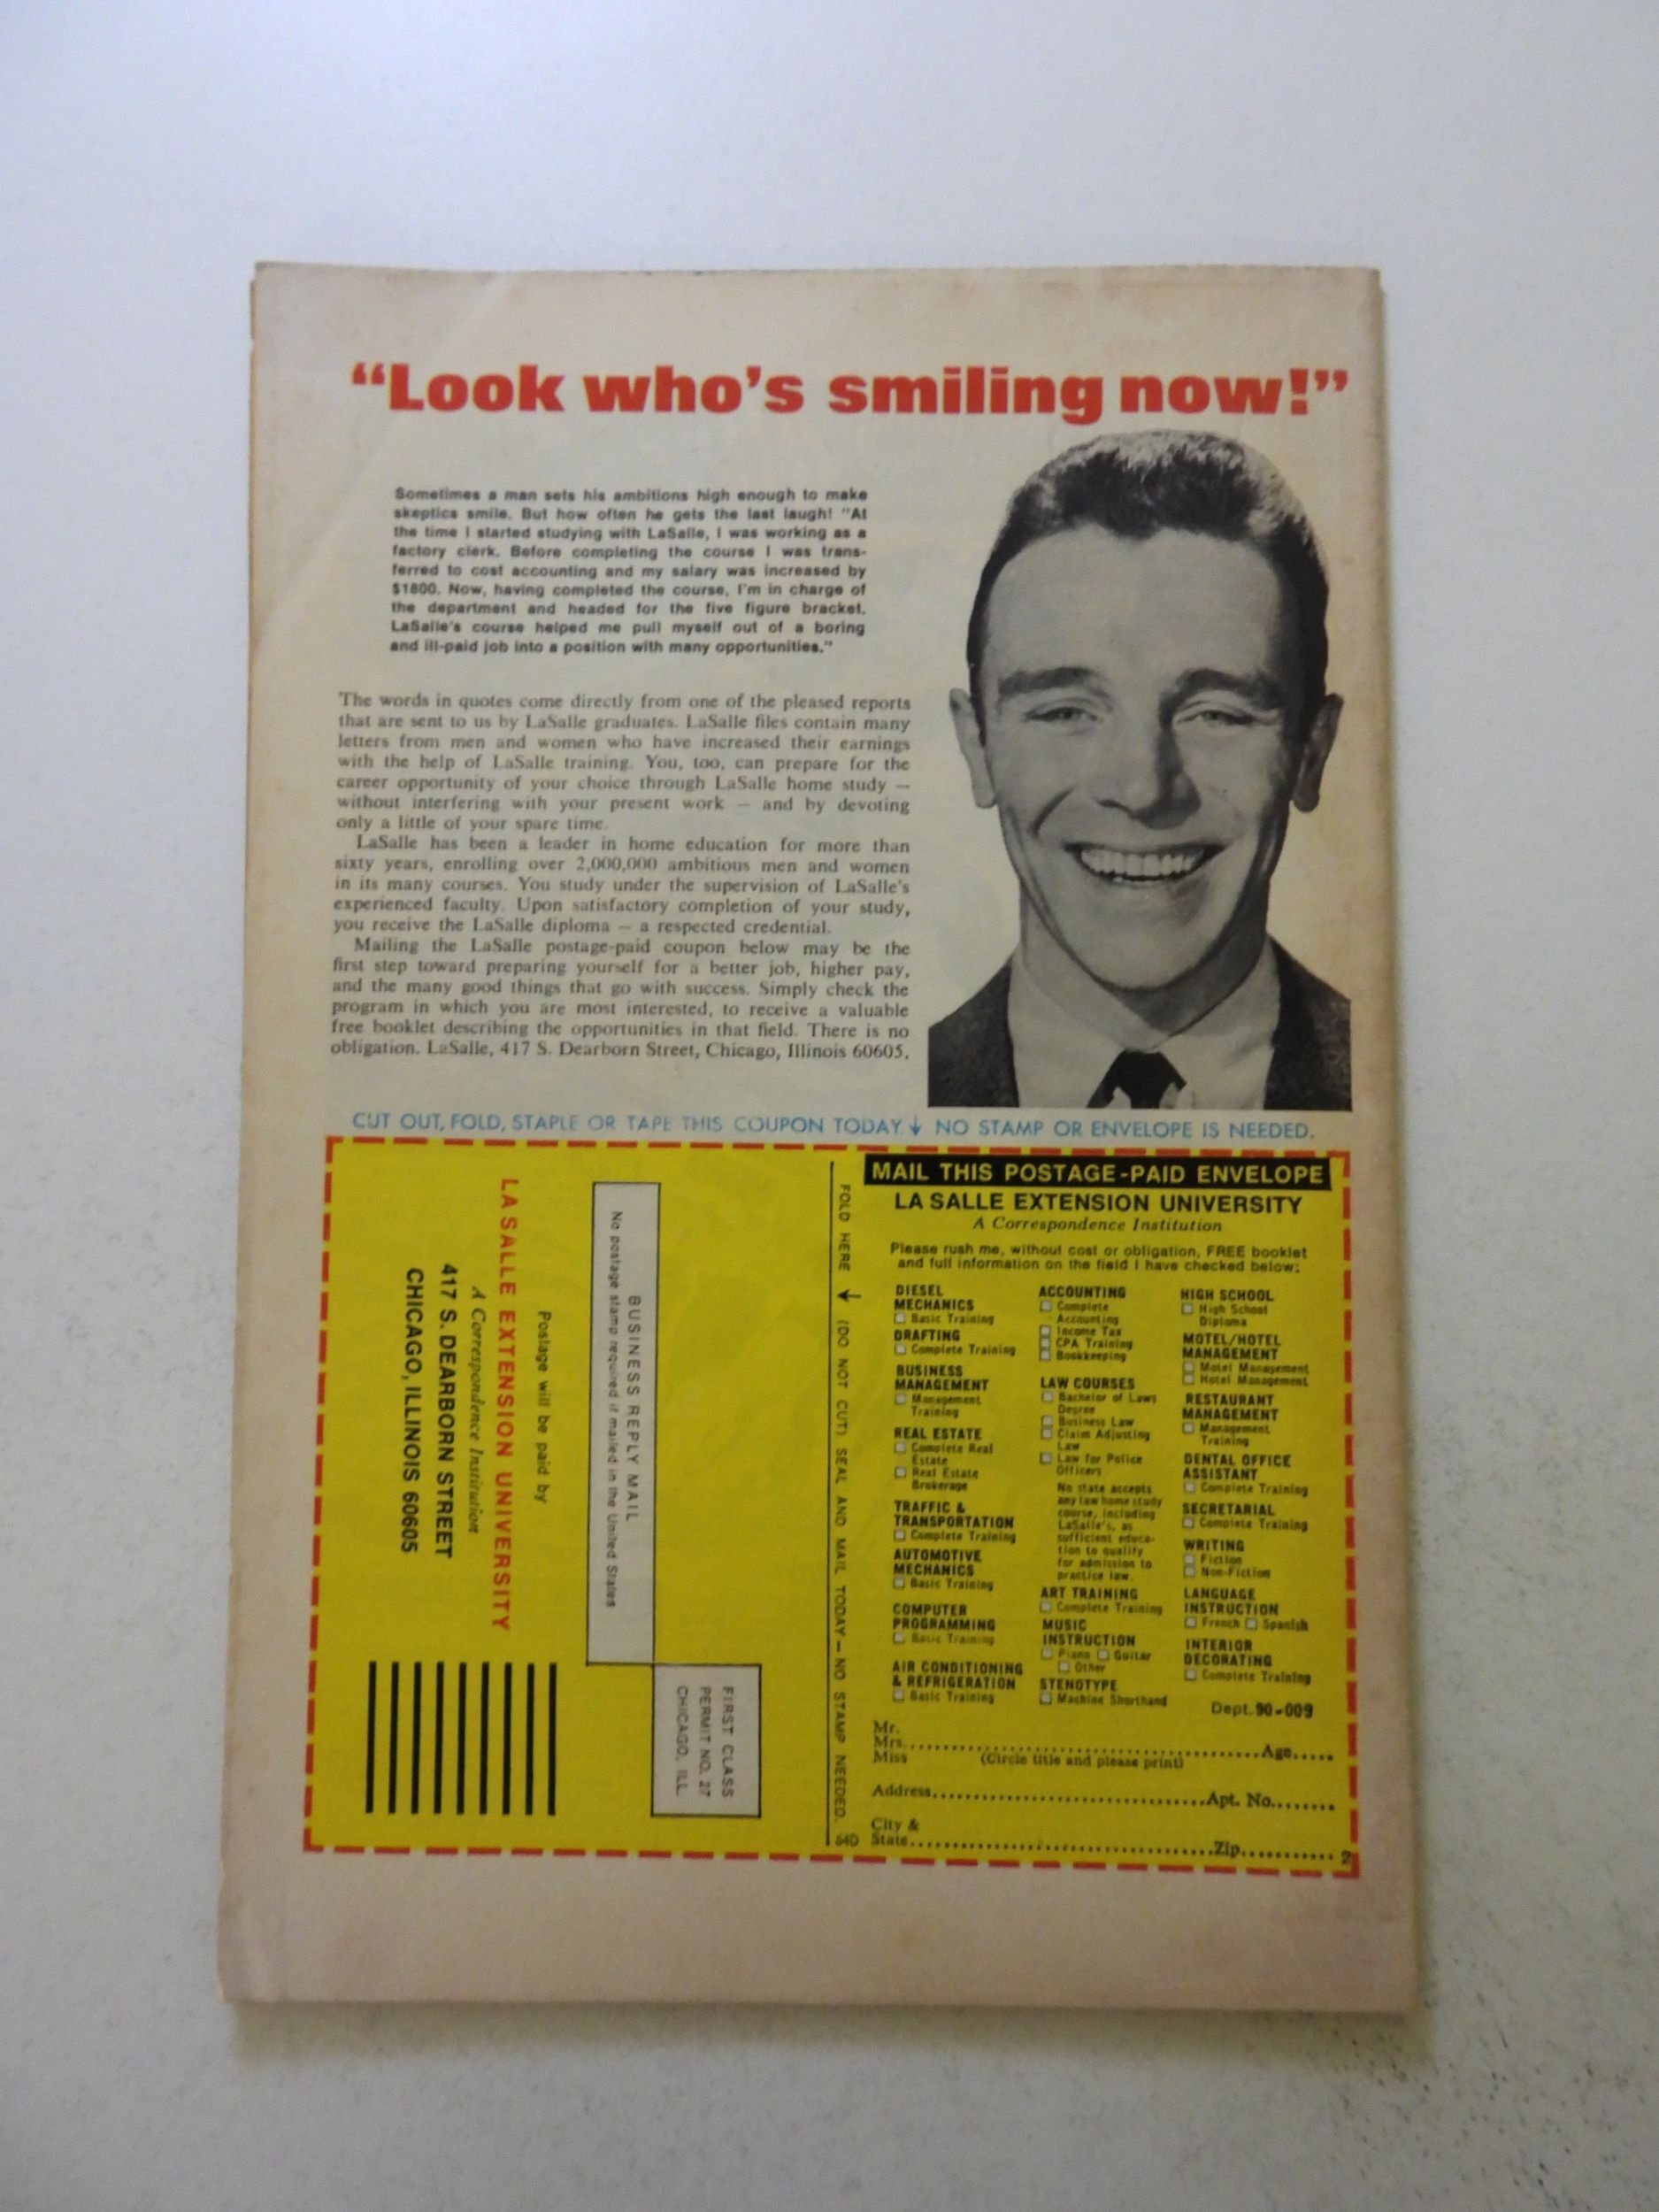 “Look who’s smiling now!”
Sometimes a man sets his ambitions high enough to make
skeptics smile. But how often he gets the last laugh! "At
the time I started studying with LaSalle, I was working as a
factory clerk. Before completing the course I was trans-
ferred to cost accounting and my salary was increased by
$1800. Now, having completed the course, I'm in charge of
the department and headed for the five figure bracket.
LaSalle's course helped me pull myself out of a boring
and ill-paid job into a position with many opportunities."
The words in quotes come directly from one of the pleased reports
that are sent to us by LaSalle graduates. LaSalle files contain many
letters from men and women who have increased their earnings
with the help of LaSalle training. You, too, can prepare for the
career opportunity of your choice through LaSalle home study —
without interfering with your present work — and by devoting
only a little of your spare time.
LaSalle has been a leader in home education for more than
sixty years, enrolling over 2,000,000 ambitious men and women
in its many courses. You study under the supervision of LaSalle's
experienced faculty. Upon satisfactory completion of your study,
you receive the LaSalle diploma — a respected credential.
Mailing the LaSalle postage-paid coupon below may be the
first step toward preparing yourself for a better job, higher pay,
and the many good things that go with success. Simply check the
program in which you are most interested, to receive a valuable
free booklet describing the opportunities in that field. There is no
obligation. LaSalle, 417 S. Dearborn Street, Chicago, Illinois 60605.
CUT OUT, FOLD, STAPLE OR TAPE THIS COUPON TODAY.↓ NO STAMP OR ENVELOPE IS NEEDED.
FIRST CLASS
PERMIT NO. 27
CHICAGO, ILL.
BUSINESS REPLY MAIL
No postage stamp required if mailed in the United States
Postage will be paid by
LA SALLE EXTENSION UNIVERSITY
A Correspondence Institution
417 S. DEARBORN STREET
CHICAGO, ILLINOIS 60605
FOLD HERE ↓ (DO NOT CUT) SEAL AND MAIL TODAY — NO STAMP NEEDED.
640
MAIL THIS POSTAGE-PAID ENVELOPE
LA SALLE EXTENSION UNIVERSITY
A Correspondence Institution
Please rush me, without cost or obligation, FREE booklet
and full information on the field I have checked below:
DIESEL
MECHANICS
☐ Basic Training
DRAFTING
☐ Complete Training
BUSINESS
MANAGEMENT
☐ Management
Training
REAL ESTATE
☐ Complete Real
Estate
☐ Real Estate
Brokerage
TRAFFIC &
TRANSPORTATION
☐ Complete Training
AUTOMOTIVE
MECHANICS
☐ Basic Training
COMPUTER
PROGRAMMING
☐ Basic Training
AIR CONDITIONING
& REFRIGERATION
☐ Basic Training
ACCOUNTING
☐ Complete
Accounting
☐ Income Tax
☐ CPA Training
☐ Bookkeeping
LAW COURSES
☐ Bachelor of Laws
Degree
☐ Business Law
☐ Claim Adjusting
Law
☐ Law for Police
Officers
No state accepts
any law home study
course, including
LaSalle's, as
sufficient educa-
tion to qualify
for admission to
practice law.
ART TRAINING
☐ Complete Training
MUSIC
INSTRUCTION
☐ Piano ☐ Guitar
☐ Other
STENOTYPE
☐ Machine Shorthand
HIGH SCHOOL
☐ High School
Diploma
MOTEL/HOTEL
MANAGEMENT
☐ Motel Management
☐ Hotel Management
RESTAURANT
MANAGEMENT
☐ Management
Training
DENTAL OFFICE
ASSISTANT
☐ Complete Training
SECRETARIAL
☐ Complete Training
WRITING
☐ Fiction
☐ Non-Fiction
LANGUAGE
INSTRUCTION
☐ French ☐ Spanish
INTERIOR
DECORATING
☐ Complete Training
Dept. 90-009
Mr.
Mrs. Age
Miss (Circle title and please print)
Address Apt. No.
City &
State Zip 2